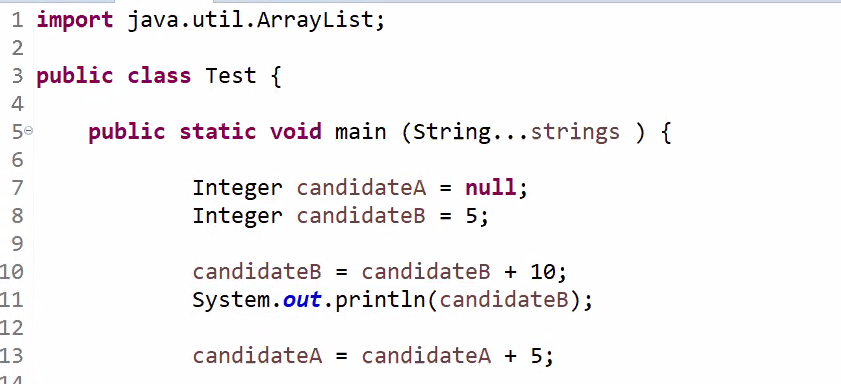 1 import java.util.ArrayList;
2
3 public class Test {
4
5 public static void main (String...strings ) {
6
7 Integer candidateA = null;
8 Integer candidateB = 5;
9
10 candidateB = candidateB + 10;
11 System.out.println(candidateB);
12
13 candidateA = candidateA + 5;
14